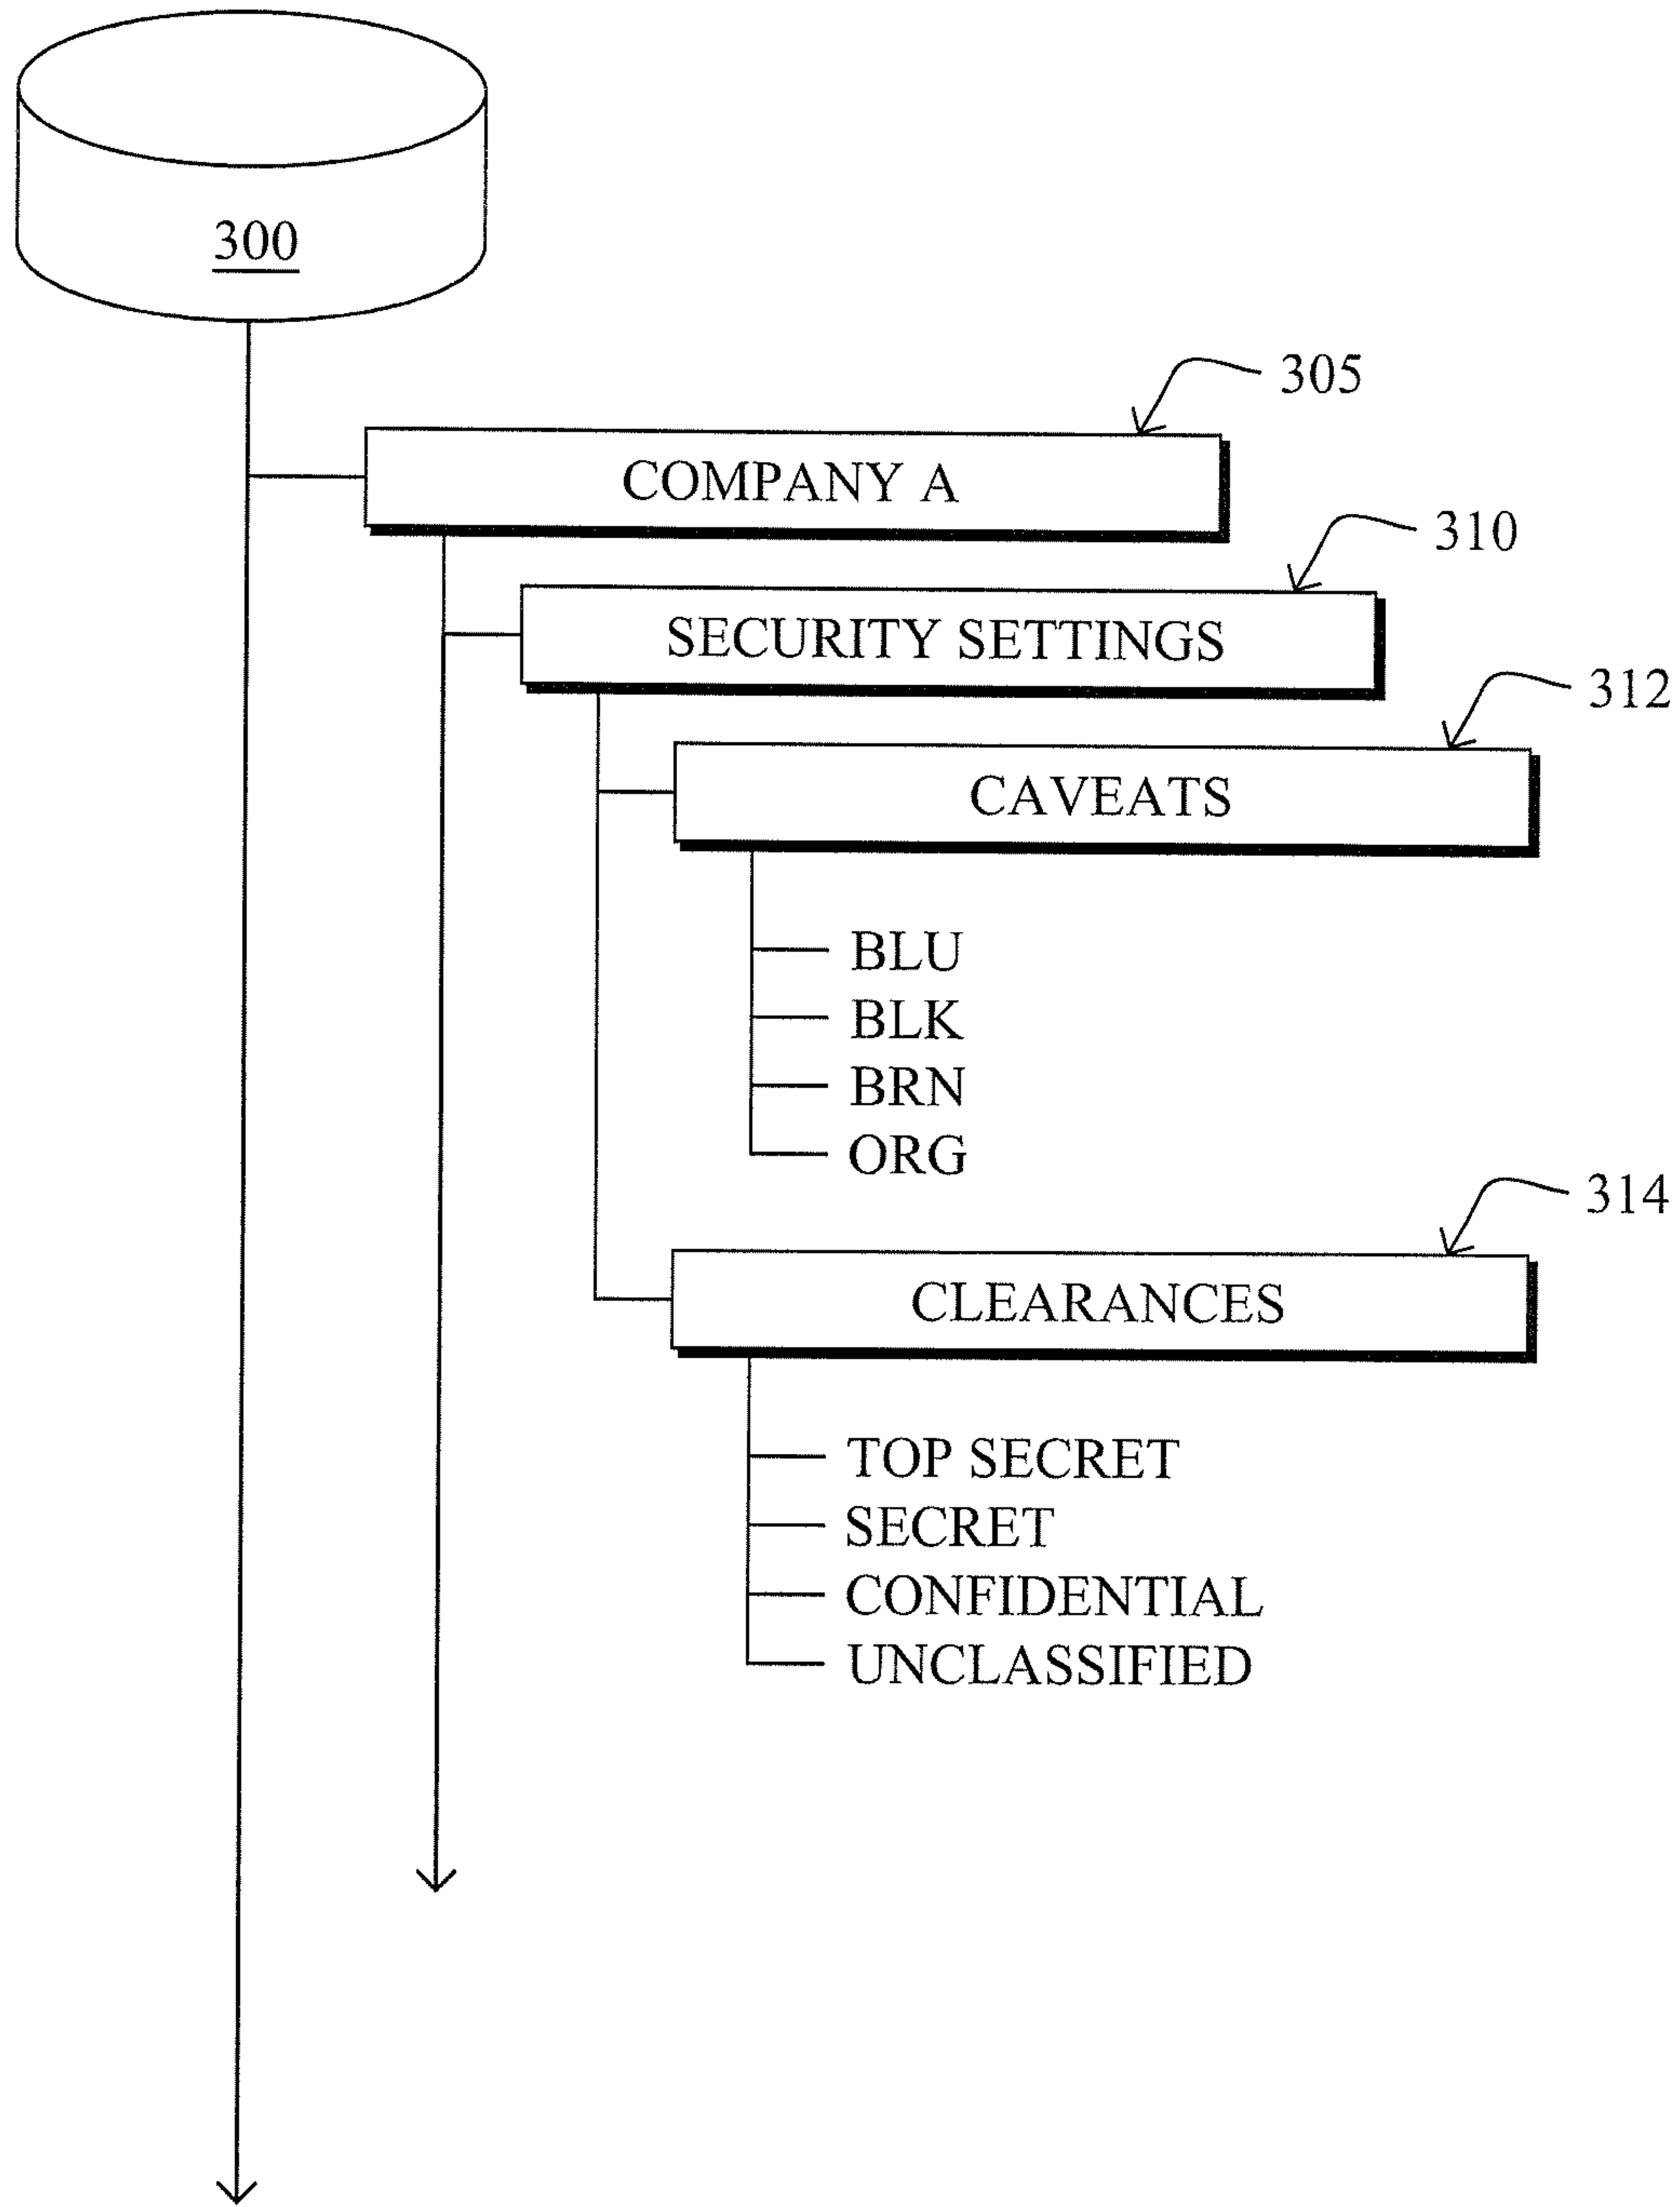 300
305
COMPANY A
310
SECURITY SETTINGS
312
CAVEATS
BLU
BLK
BRN
ORG
314
CLEARANCES
TOP SECRET
SECRET
CONFIDENTIAL
UNCLASSIFIED